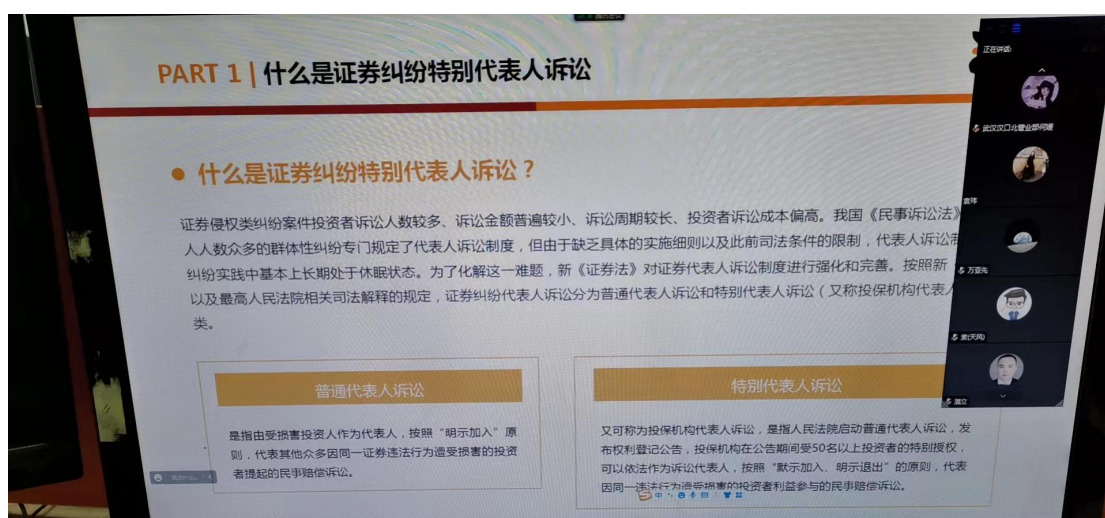 腾讯会议
PART 1 | 什么是证券纠纷特别代表人诉讼
什么是证券纠纷特别代表人诉讼？
证券侵权类纠纷案件投资者诉讼人数较多、诉讼金额普遍较小、诉讼周期较长、投资者诉讼成本偏高。我国《民事诉讼法》
人人数众多的群体性纠纷专门规定了代表人诉讼制度，但由于缺乏具体的实施细则以及此前司法条件的限制，代表人诉讼制
纠纷实践中基本上长期处于休眠状态。为了化解这一难题，新《证券法》对证券代表人诉讼制度进行强化和完善。按照新
以及最高人民法院相关司法解释的规定，证券纠纷代表人诉讼分为普通代表人诉讼和特别代表人诉讼（又称投保机构代表人
类。
普通代表人诉讼
是指由受损害投资人作为代表人，按照“明示加入”原
则，代表其他众多因同一证券违法行为遭受损害的投资
者提起的民事赔偿诉讼。
特别代表人诉讼
又可称为投保机构代表人诉讼，是指人民法院启动普通代表人诉讼，发
布权利登记公告，投保机构在公告期间受50名以上投资者的特别授权，
可以依法作为诉讼代表人，按照“默示加入、明示退出”的原则，代表
因同一违法行为遭受损害的投资者利益参与的民事赔偿诉讼。
中
正在讲话:
武汉汉口北营业部何媛
袁玮
万亚先
素(天风)